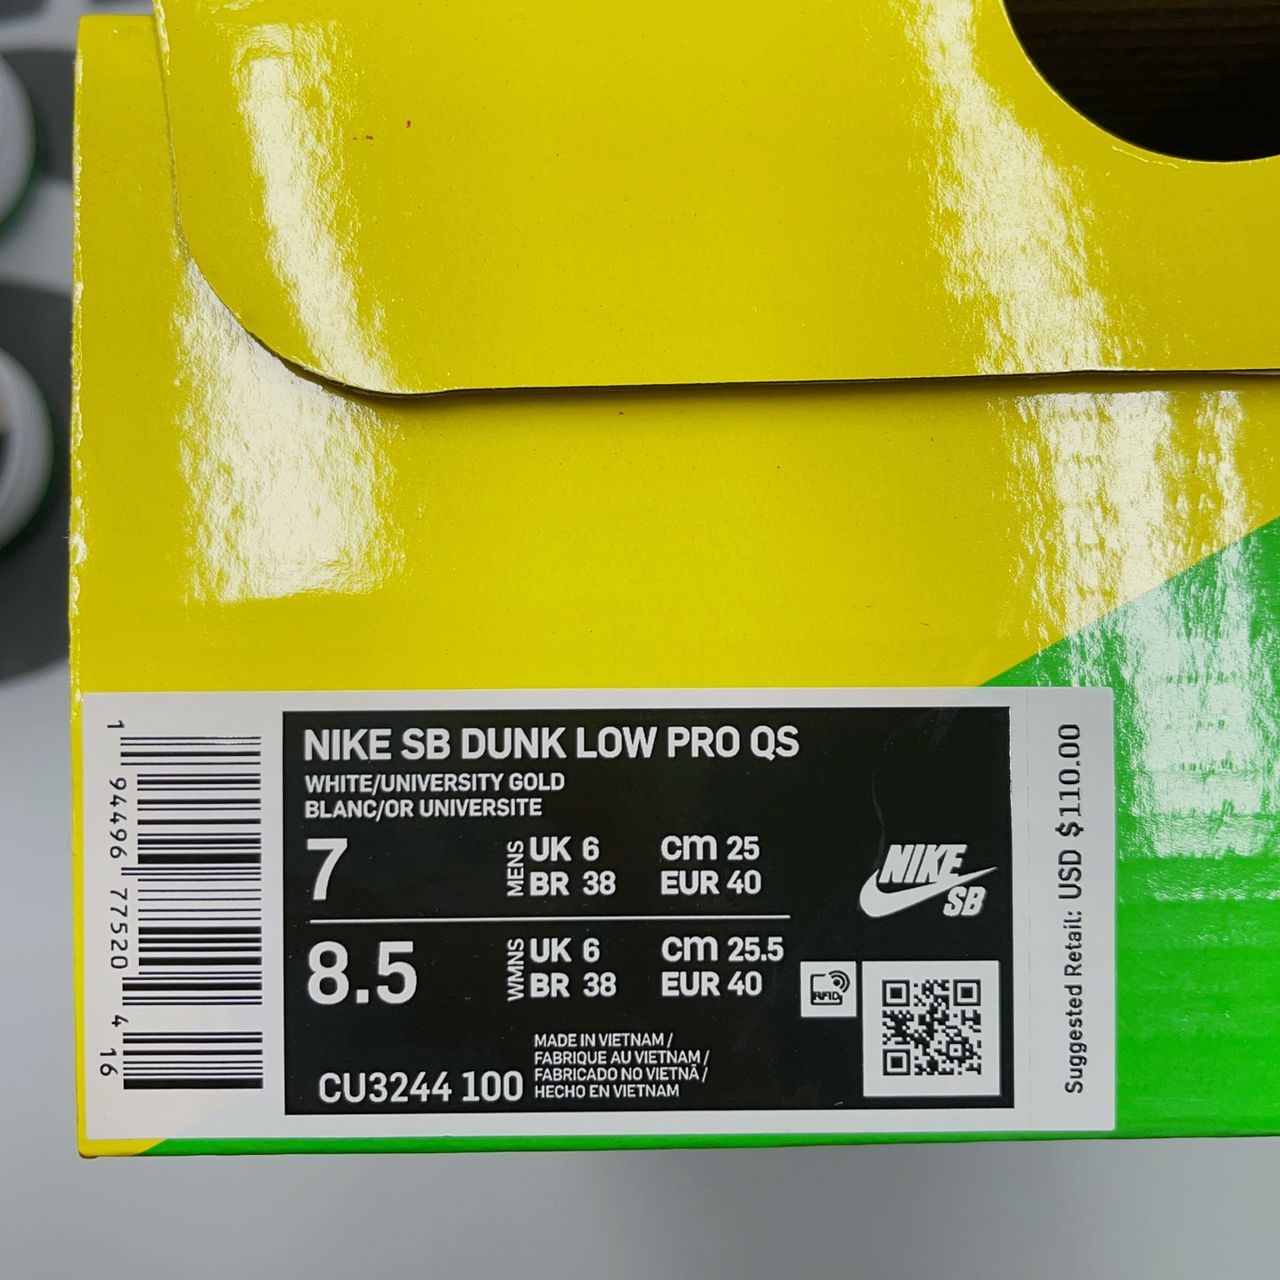 NIKE SB DUNK LOW PRO QS
WHITE/UNIVERSITY GOLD
BLANC/OR UNIVERSITE
7 MENS UK 6 CM 25
BR 38 EUR 40
8.5 WMNS UK 6 CM 25.5
BR 38 EUR 40
NIKE
SB
RFID
CU3244 100
MADE IN VIETNAM /
FABRIQUE AU VIETNAM /
FABRICADO NO VIETNÃ /
HECHO EN VIETNAM
1 94496 77520 4 16
Suggested Retail: USD $110.00